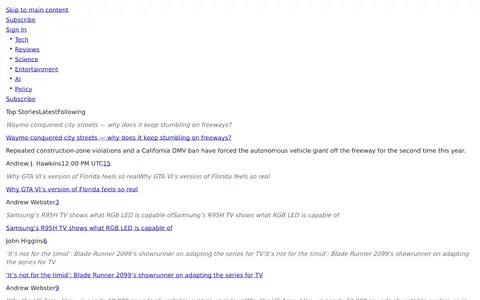 Skip to main content
Subscribe
Sign In
• Tech
• Reviews
• Science
• Entertainment
• AI
• Policy
Subscribe
Top StoriesLatestFollowing
Waymo conquered city streets — why does it keep stumbling on freeways?
Waymo conquered city streets — why does it keep stumbling on freeways?
Repeated construction-zone violations and a California DMV ban have forced the autonomous vehicle giant off the freeway for the second time this year.
Andrew J. Hawkins12:00 PM UTC15
Why GTA VI's version of Florida feels so realWhy GTA VI's version of Florida feels so real
Why GTA VI's version of Florida feels so real
Andrew Webster3
Samsung's R95H TV shows what RGB LED is capable ofSamsung's R95H TV shows what RGB LED is capable of
Samsung's R95H TV shows what RGB LED is capable of
John Higgins6
'It's not for the timid': Blade Runner 2099's showrunner on adapting the series for TV'It's not for the timid': Blade Runner 2099's showrunner on adapting
the series for TV
'It's not for the timid': Blade Runner 2099's showrunner on adapting the series for TV
Andrew Webster9